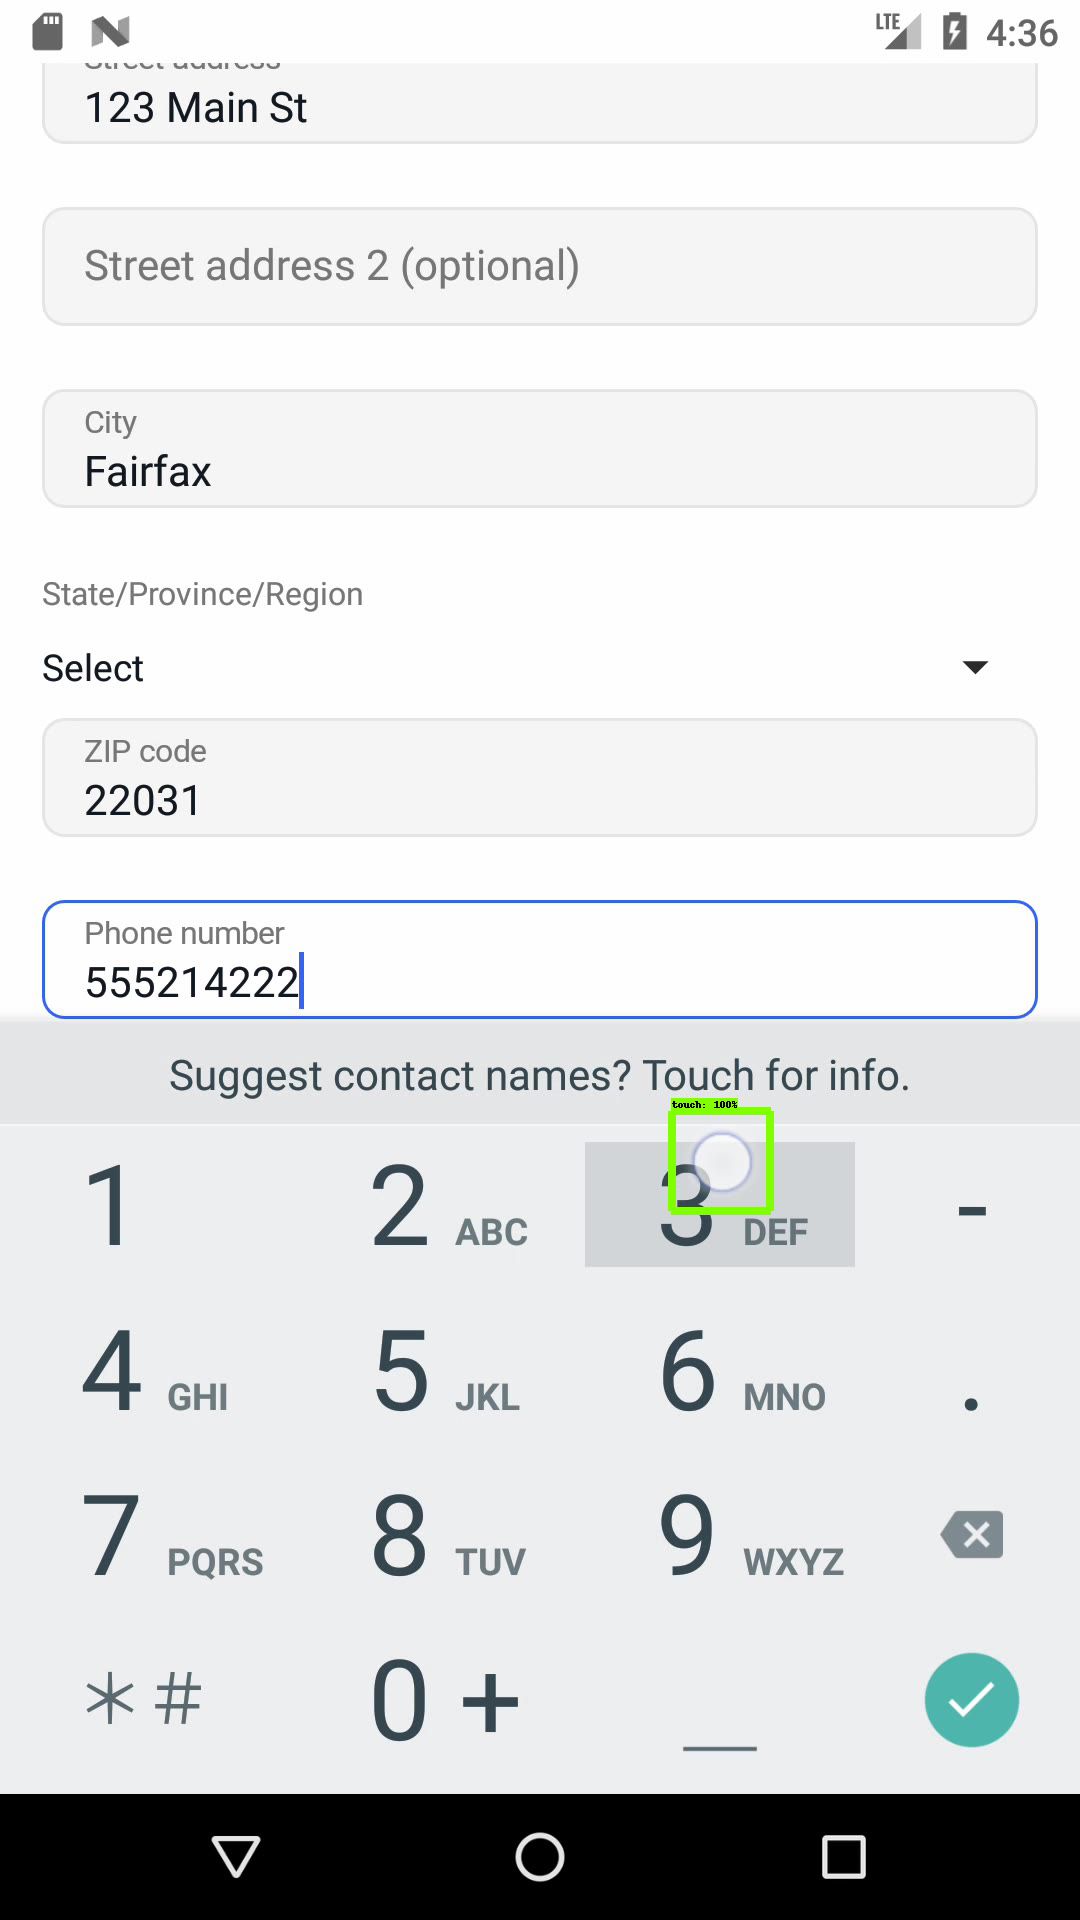 LTE 4:36
Street address
123 Main St
Street address 2 (optional)
City
Fairfax
State/Province/Region
Select
ZIP code
22031
Phone number
555214222
Suggest contact names? Touch for info.
touch: 100%
1 2 ABC 3 DEF -
4 GHI 5 JKL 6 MNO .
7 PQRS 8 TUV 9 WXYZ
*# 0 +